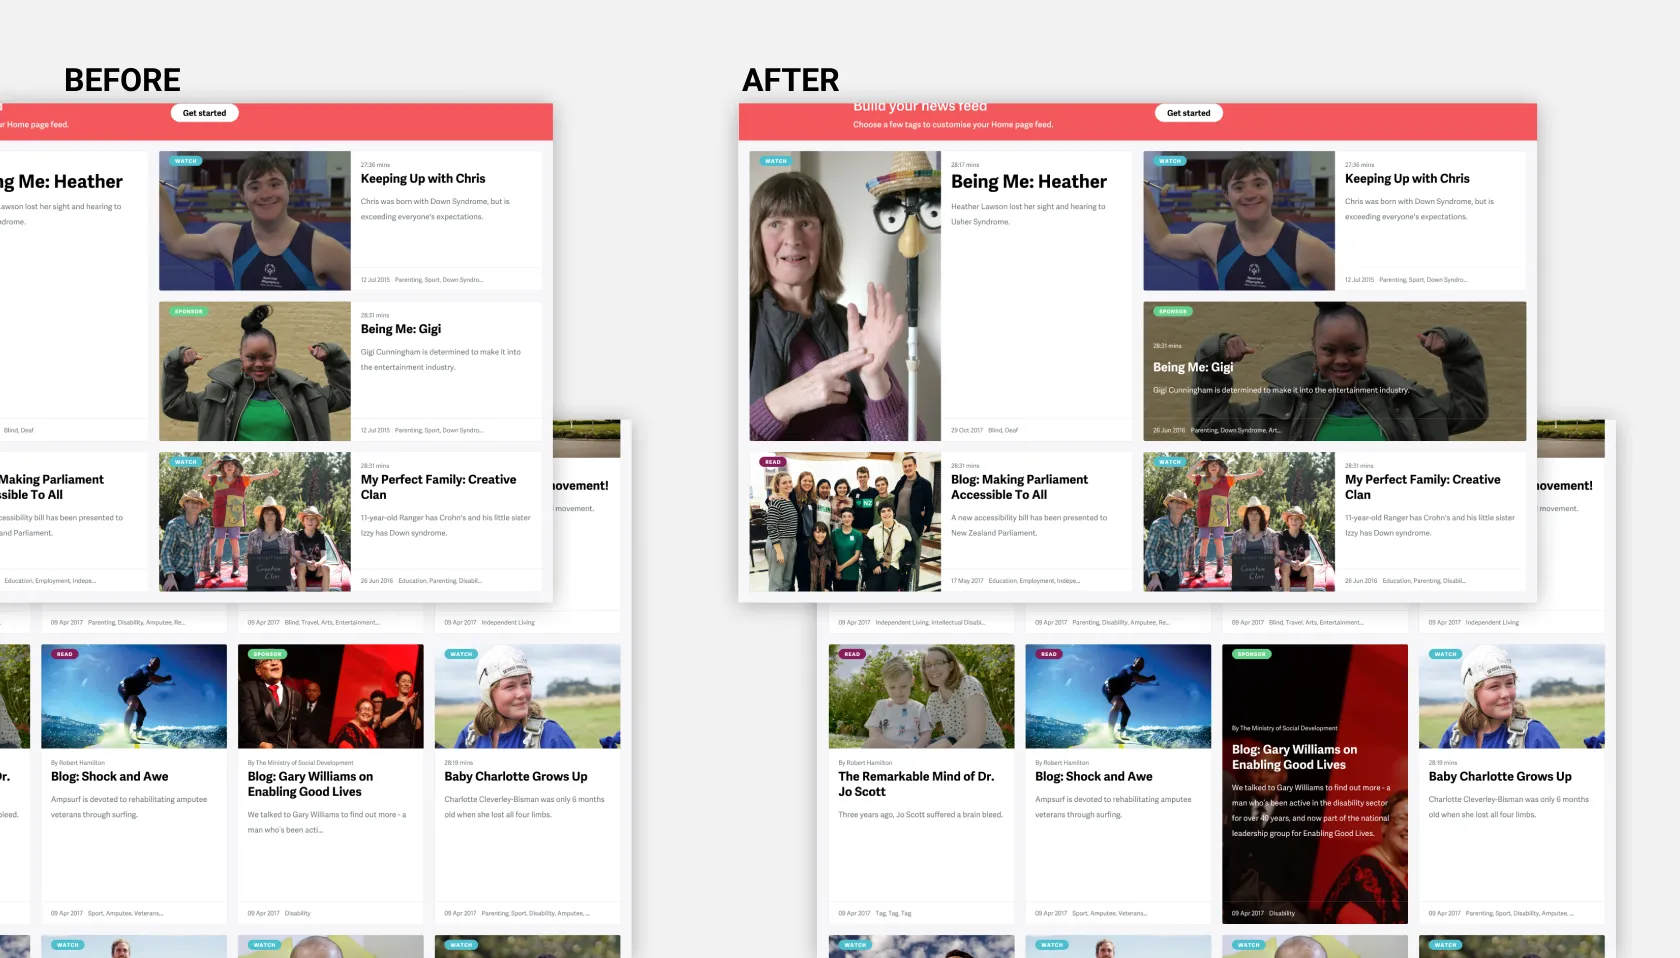 BEFORE
Get started
ur Home page feed.
ng Me: Heather
Lawson lost her sight and hearing to
ndrome.
Blind, Deaf
WATCH
27:36 mins
Keeping Up with Chris
Chris was born with Down Syndrome, but is
exceeding everyone's expectations.
12 Jul 2015 Parenting, Sport, Down Syndro...
SPONSOR
28:31 mins
Being Me: Gigi
Gigi Cunningham is determined to make it into
the entertainment industry.
12 Jul 2015 Parenting, Sport, Down Syndro...
Making Parliament
ssible To All
ccessibility bill has been presented to
and Parliament.
Education, Employment, Indepe...
WATCH
28:31 mins
My Perfect Family: Creative
Clan
11-year-old Ranger has Crohn's and his little sister
Izzy has Down syndrome.
26 Jun 2016 Education, Parenting, Disabil...
Creative
Clan
ovement!
movement.
09 Apr 2017 Parenting, Disability, Amputee, Re...
09 Apr 2017 Blind, Travel, Arts, Entertainment...
09 Apr 2017 Independent Living
Dr.
bleed.
READ
By Robert Hamilton
Blog: Shock and Awe
Ampsurf is devoted to rehabilitating amputee
veterans through surfing.
09 Apr 2017 Sport, Amputee, Veterans...
SPONSOR
By The Ministry of Social Development
Blog: Gary Williams on
Enabling Good Lives
We talked to Gary Williams to find out more - a
man who's been acti...
09 Apr 2017 Disability
WATCH
28:19 mins
Baby Charlotte Grows Up
Charlotte Cleverley-Bisman was only 6 months
old when she lost all four limbs.
09 Apr 2017 Parenting, Sport, Disability, Amputee, ...
WATCH
WATCH
WATCH
AFTER
Build your news feed
Choose a few tags to customise your Home page feed.
Get started
WATCH
28:17 mins
Being Me: Heather
Heather Lawson lost her sight and hearing to
Usher Syndrome.
29 Oct 2017 Blind, Deaf
WATCH
27:36 mins
Keeping Up with Chris
Chris was born with Down Syndrome, but is
exceeding everyone's expectations.
12 Jul 2015 Parenting, Sport, Down Syndro...
SPONSOR
28:31 mins
Being Me: Gigi
Gigi Cunningham is determined to make it into the entertainment industry.
26 Jun 2016 Parenting, Down Syndrome, Art...
READ
NZ
28:31 mins
Blog: Making Parliament
Accessible To All
A new accessibility bill has been presented to
New Zealand Parliament.
17 May 2017 Education, Employment, Indepe...
WATCH
28:31 mins
My Perfect Family: Creative
Clan
11-year-old Ranger has Crohn's and his little sister
Izzy has Down syndrome.
26 Jun 2016 Education, Parenting, Disabil...
Creative
Clan
ovement!
movement.
09 Apr 2017 Independent Living, Intellectual Disabi...
09 Apr 2017 Parenting, Disability, Amputee, Re...
09 Apr 2017 Blind, Travel, Arts, Entertainment...
09 Apr 2017 Independent Living
READ
By Robert Hamilton
The Remarkable Mind of Dr.
Jo Scott
Three years ago, Jo Scott suffered a brain bleed.
09 Apr 2017 Tag, Tag, Tag
READ
By Robert Hamilton
Blog: Shock and Awe
Ampsurf is devoted to rehabilitating amputee
veterans through surfing.
09 Apr 2017 Sport, Amputee, Veterans...
SPONSOR
By The Ministry of Social Development
Blog: Gary Williams on
Enabling Good Lives
We talked to Gary Williams to find out more - a
man who's been active in the disability sector
for over 40 years, and now part of the national
leadership group for Enabling Good Lives.
09 Apr 2017 Disability
WATCH
28:19 mins
Baby Charlotte Grows Up
Charlotte Cleverley-Bisman was only 6 months
old when she lost all four limbs.
09 Apr 2017 Parenting, Sport, Disability, Amputee, ...
WATCH
WATCH
WATCH
WATCH